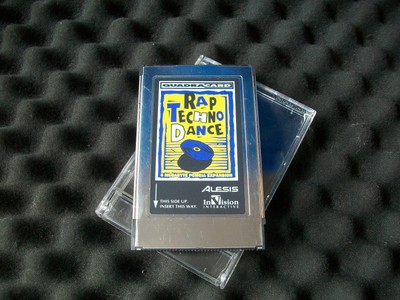 QUADRACARD
RAP
TECHNO
DANCE
ALESIS
THIS SIDE UP.
INSERT THIS WAY.
InVision
INTERACTIVE